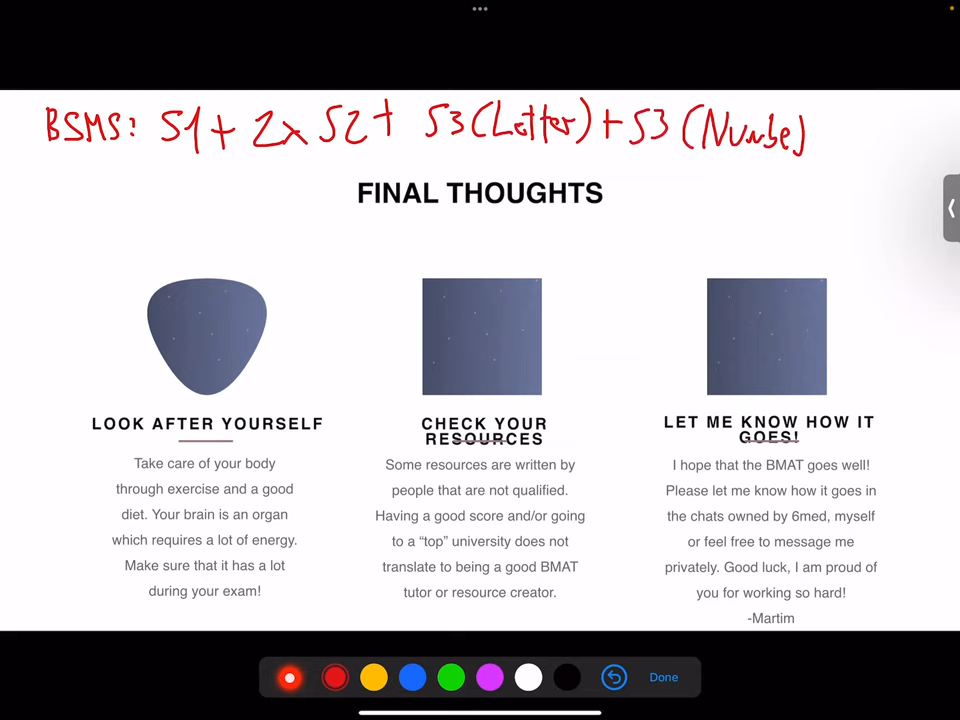 BSMS: S1 + 2x S2 + S3 (Letter) + S3 (Number)
FINAL THOUGHTS
LOOK AFTER YOURSELF
Take care of your body
through exercise and a good
diet. Your brain is an organ
which requires a lot of energy.
Make sure that it has a lot
during your exam!
CHECK YOUR
RESOURCES
Some resources are written by
people that are not qualified.
Having a good score and/or going
to a “top” university does not
translate to being a good BMAT
tutor or resource creator.
LET ME KNOW HOW IT
GOES!
I hope that the BMAT goes well!
Please let me know how it goes in
the chats owned by 6med, myself
or feel free to message me
privately. Good luck, I am proud of
you for working so hard!
-Martim
Done